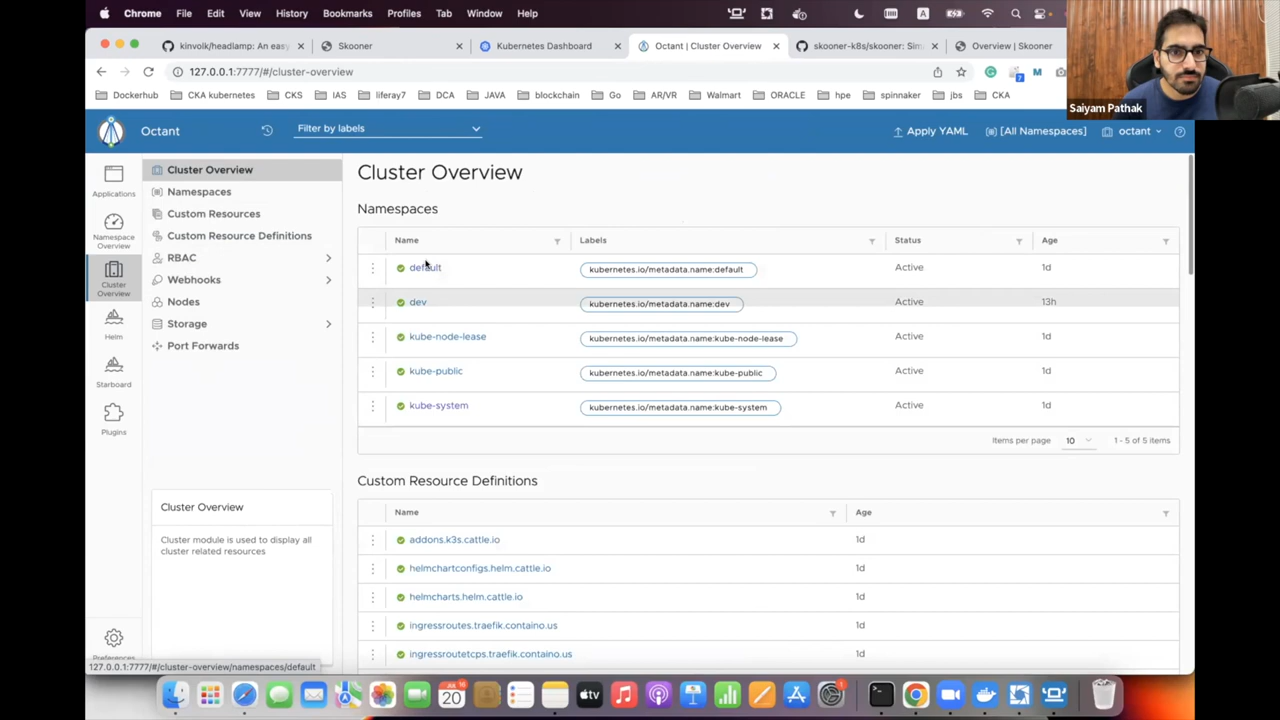 Chrome File Edit View History Bookmarks Profiles Tab Window Help
kinvolk/headlamp: An easy- Skooner Kubernetes Dashboard Octant | Cluster Overview skooner-k8s/skooner: Sim Overview | Skooner
127.0.0.1:7777/#/cluster-overview
Saiyam Pathak
Dockerhub CKA kubernetes CKS IAS liferay7 DCA JAVA blockchain Go AR/VR Walmart ORACLE hpe spinnaker jbs CKA
Octant Filter by labels Apply YAML [All Namespaces] octant
Applications
Namespace Overview
Cluster Overview
Helm
Starboard
Plugins
Preferences
Cluster Overview
Namespaces
Custom Resources
Custom Resource Definitions
RBAC
Webhooks
Nodes
Storage
Port Forwards
Cluster Overview
Cluster module is used to display all
cluster related resources
Cluster Overview
Namespaces
Name Labels Status Age
default kubernetes.io/metadata.name:default Active 1d
dev kubernetes.io/metadata.name:dev Active 13h
kube-node-lease kubernetes.io/metadata.name:kube-node-lease Active 1d
kube-public kubernetes.io/metadata.name:kube-public Active 1d
kube-system kubernetes.io/metadata.name:kube-system Active 1d
Items per page 10 1 - 5 of 5 items
Custom Resource Definitions
Name Age
addons.k3s.cattle.io 1d
helmchartconfigs.helm.cattle.io 1d
helmcharts.helm.cattle.io 1d
ingressroutes.traefik.containo.us 1d
ingressroutetcps.traefik.containo.us 1d
127.0.0.1:7777/#/cluster-overview/namespaces/default
20
tv